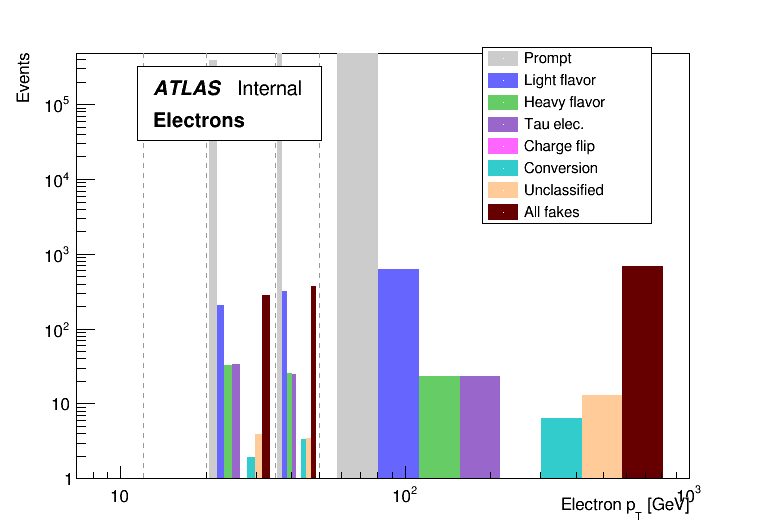 Events
ATLAS Internal
Electrons
Prompt
Light flavor
Heavy flavor
Tau elec.
Charge flip
Conversion
Unclassified
All fakes
10^5
10^4
10^3
10^2
10
1
10 10^2 10^3
Electron p_T [GeV]